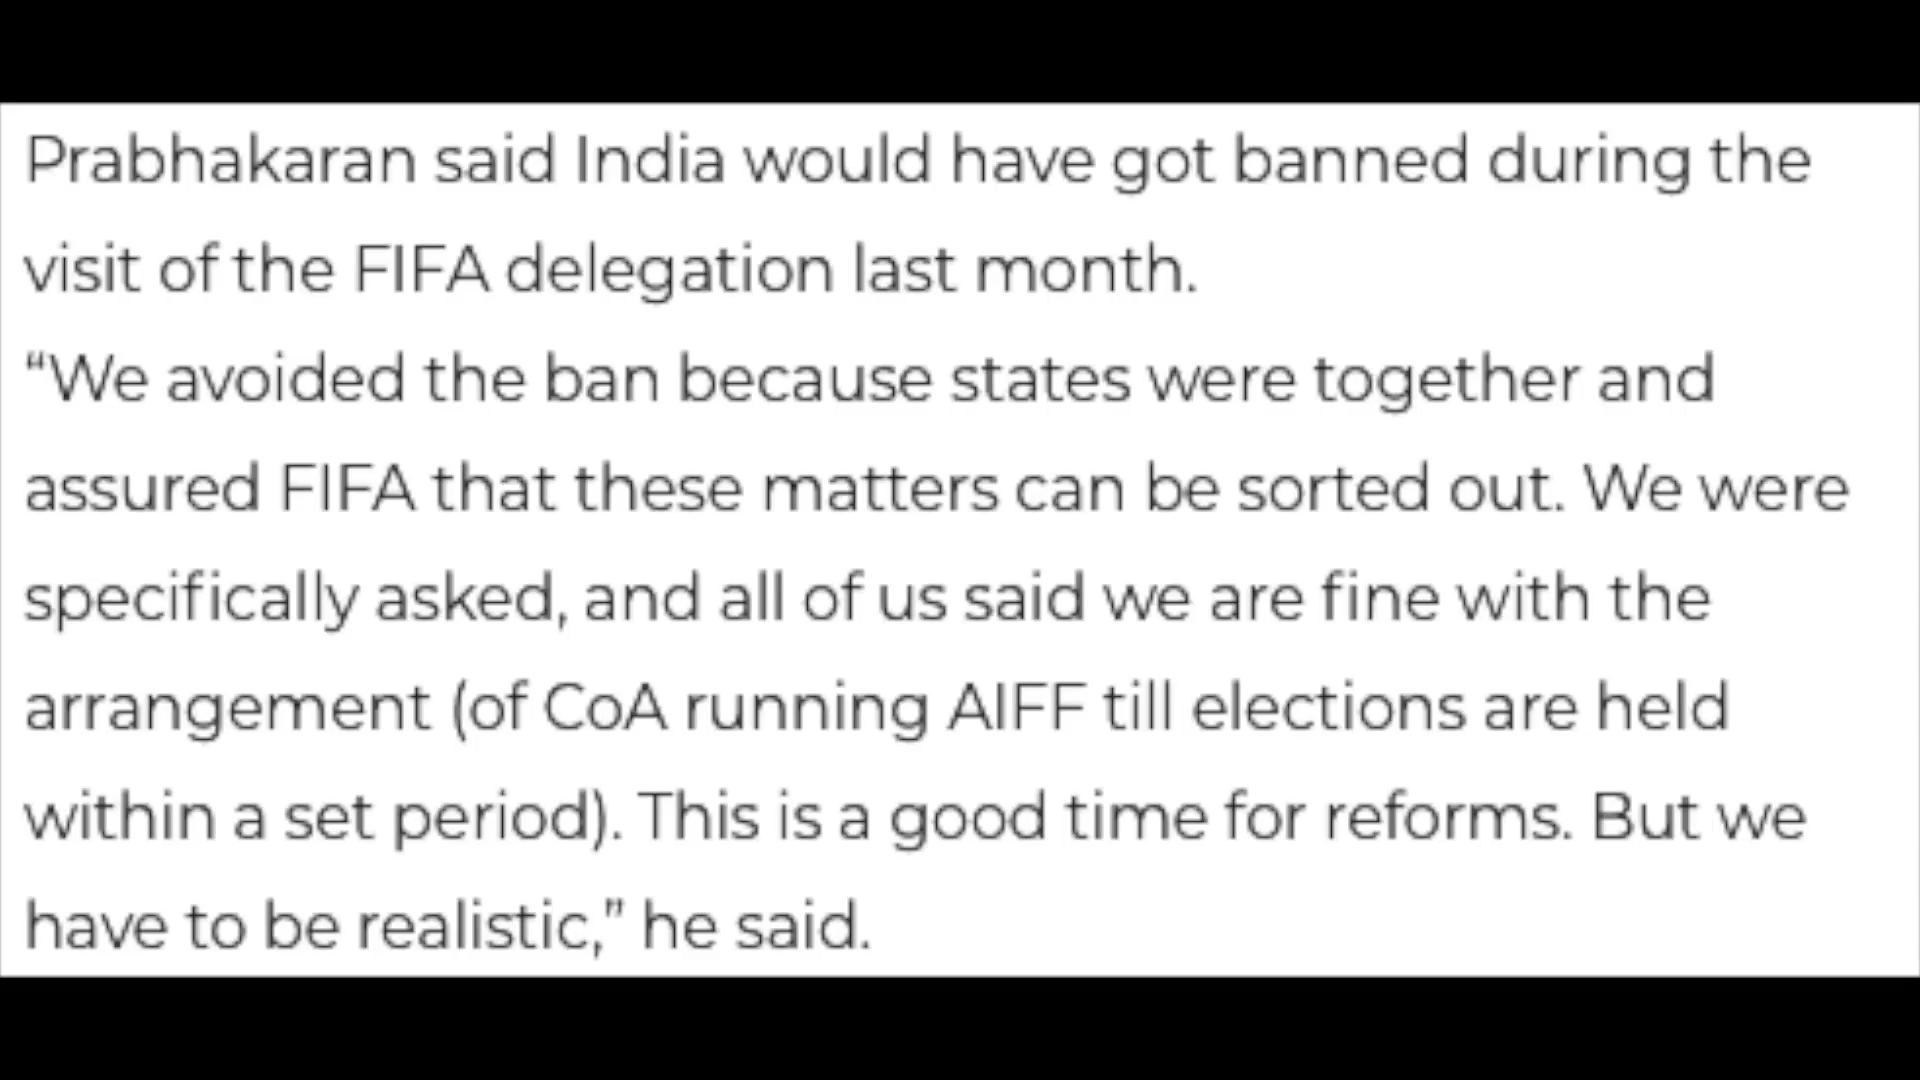 Prabhakaran said India would have got banned during the
visit of the FIFA delegation last month.
“We avoided the ban because states were together and
assured FIFA that these matters can be sorted out. We were
specifically asked, and all of us said we are fine with the
arrangement (of CoA running AIFF till elections are held
within a set period). This is a good time for reforms. But we
have to be realistic,” he said.